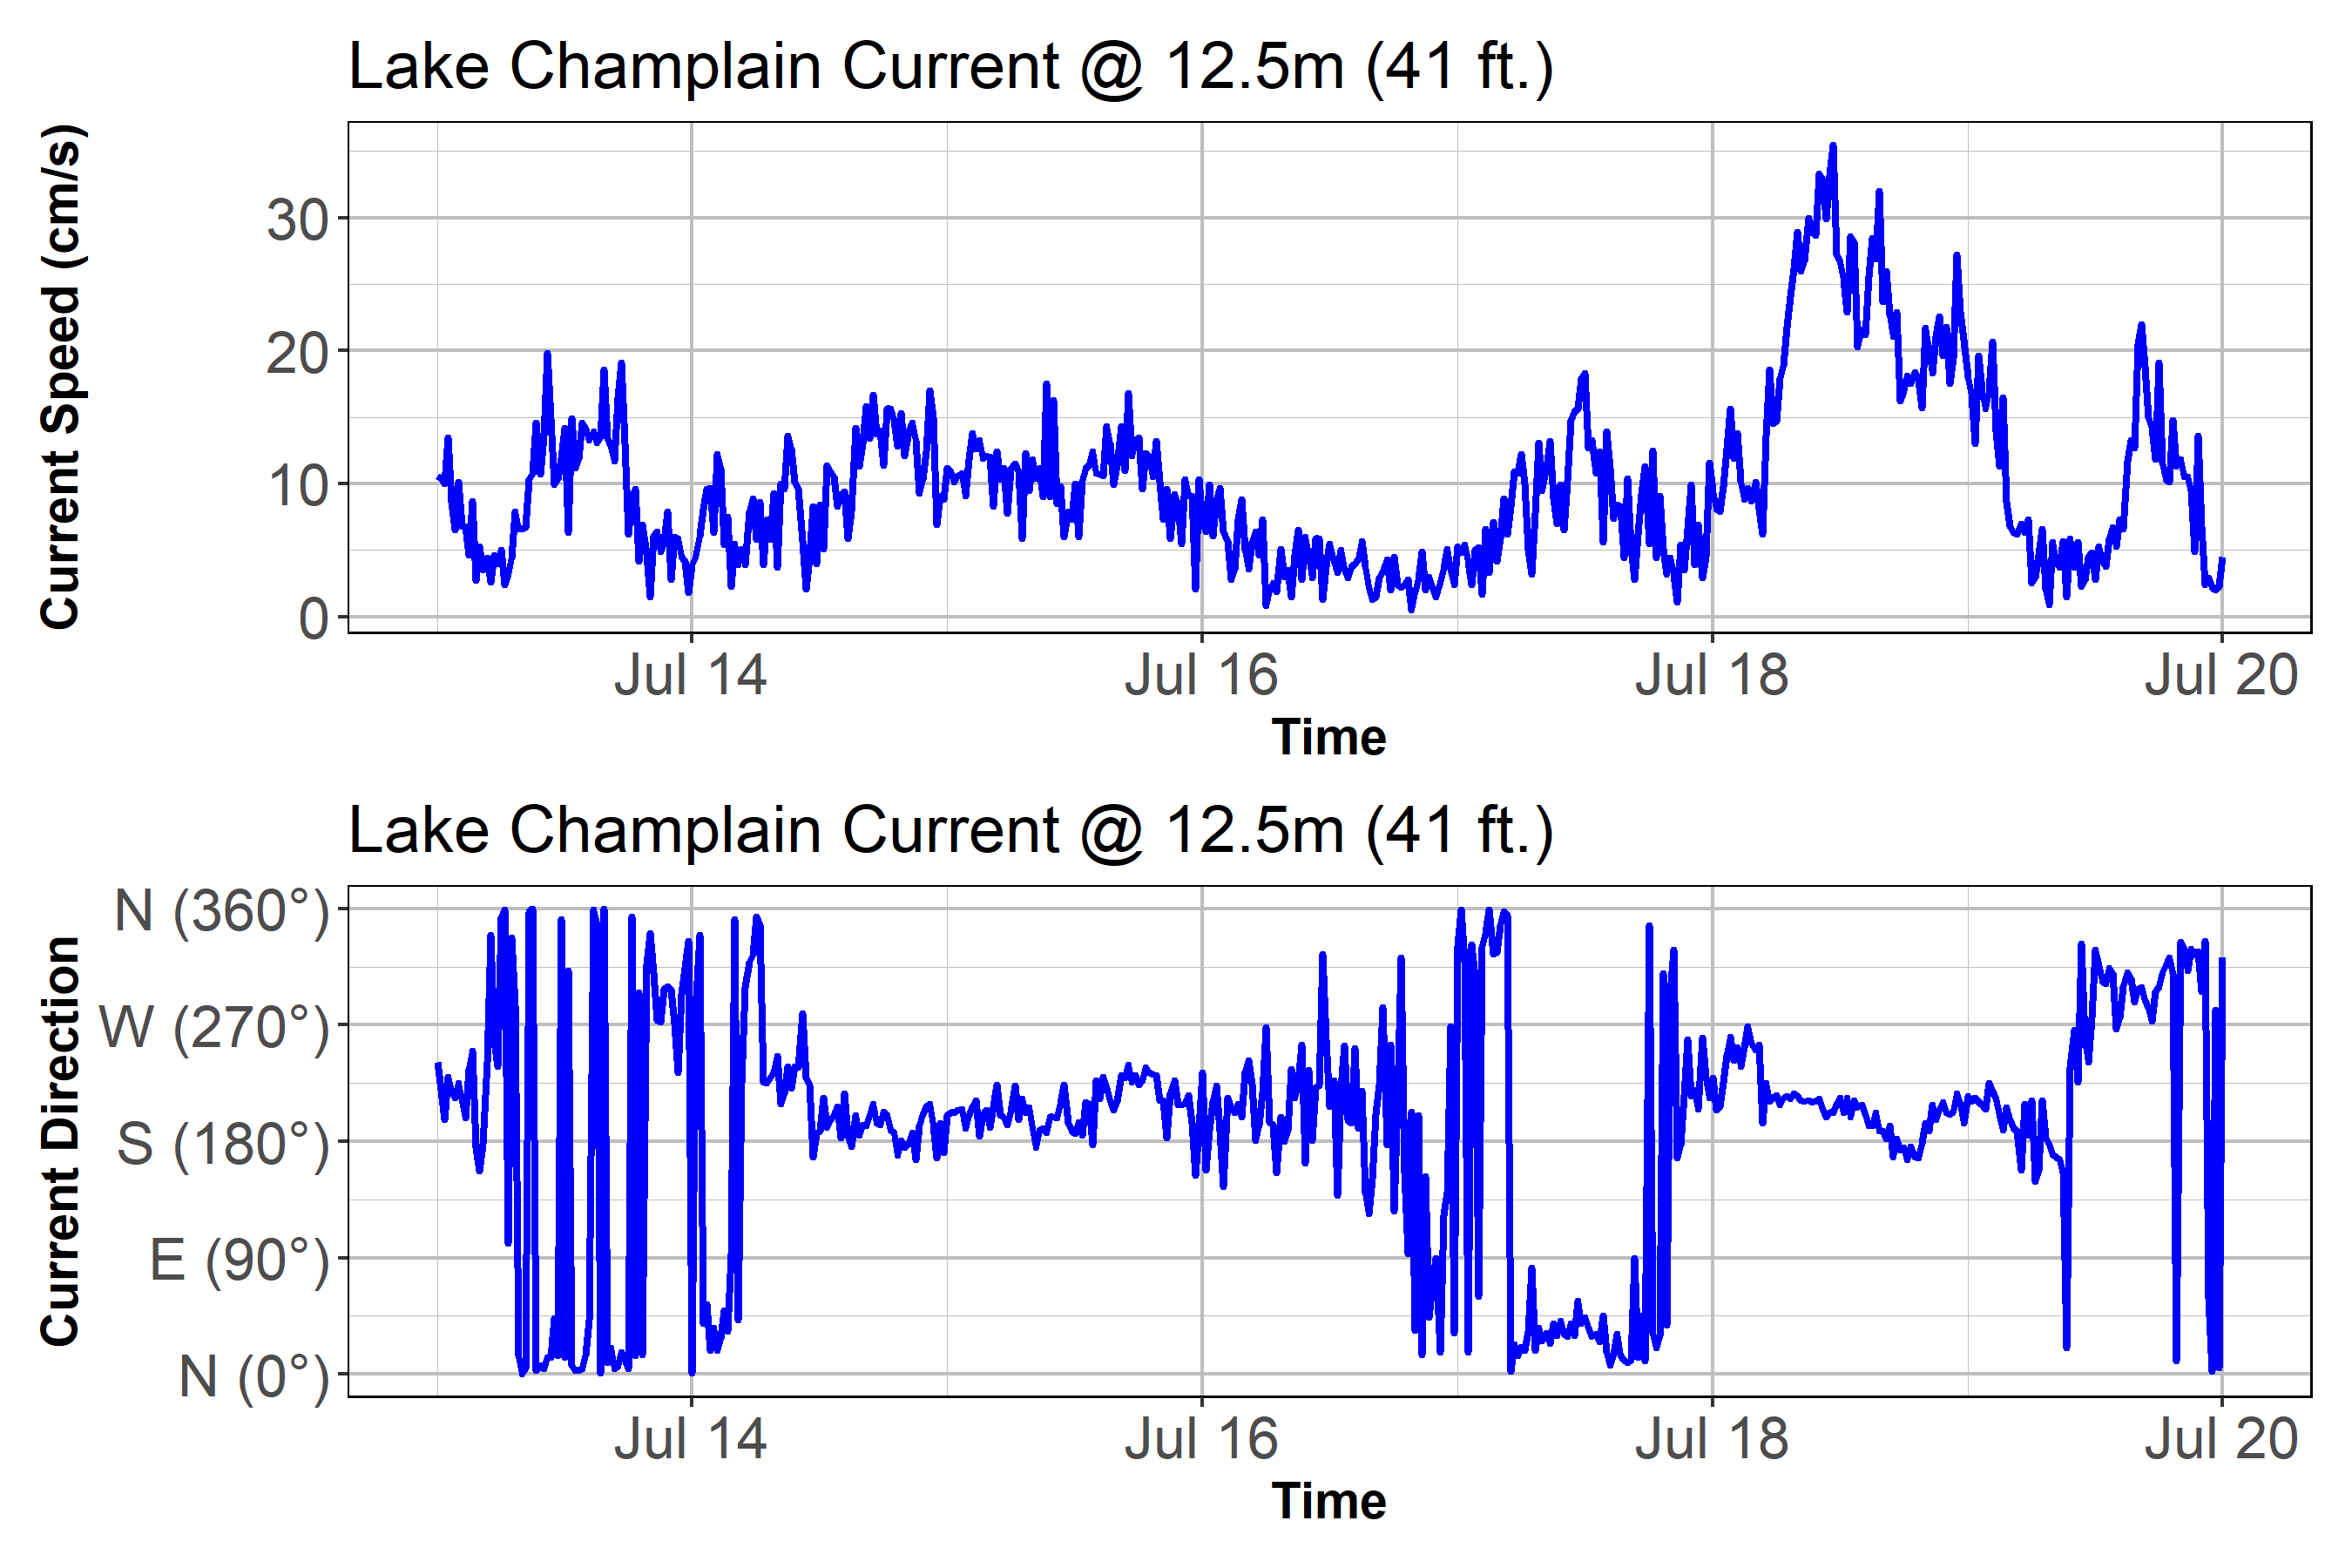 Lake Champlain Current @ 12.5m (41 ft.)
Current Speed (cm/s)
30
20
10
0
Jul 14 Jul 16 Jul 18 Jul 20
Time
Lake Champlain Current @ 12.5m (41 ft.)
Current Direction
N (360°)
W (270°)
S (180°)
E (90°)
N (0°)
Jul 14 Jul 16 Jul 18 Jul 20
Time